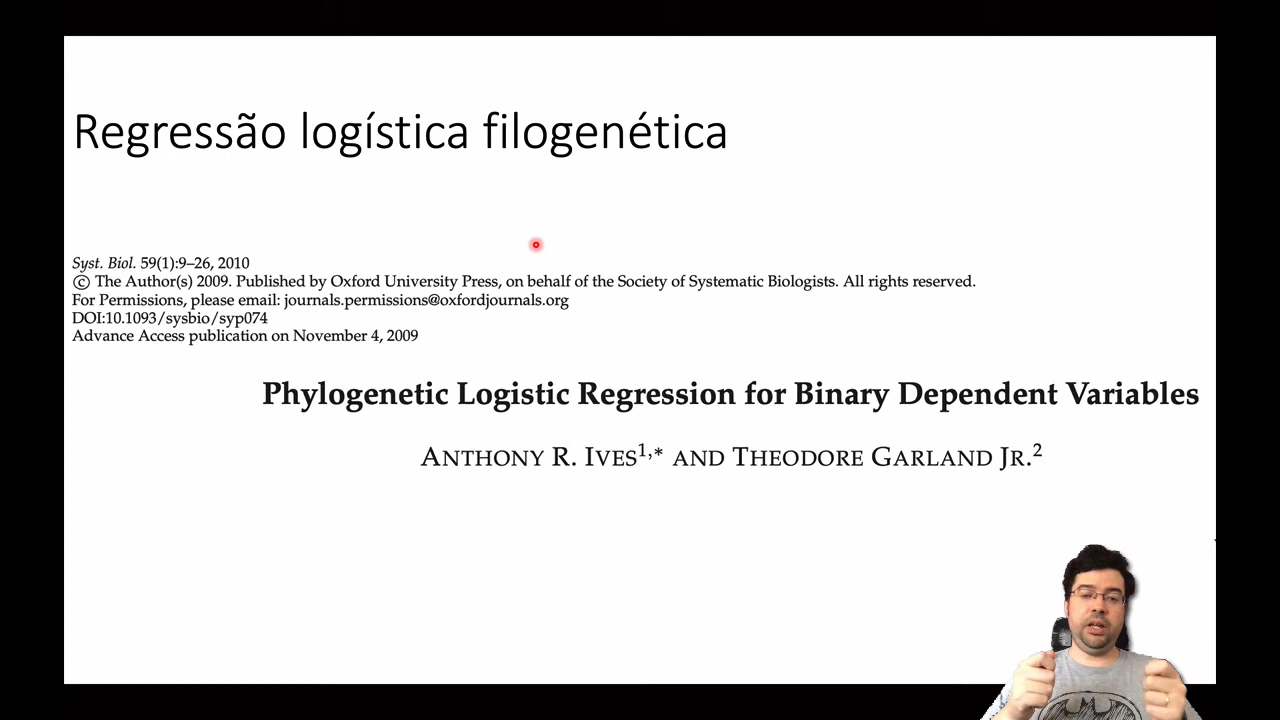 Regressão logística filogenética
Syst. Biol. 59(1):9–26, 2010
© The Author(s) 2009. Published by Oxford University Press, on behalf of the Society of Systematic Biologists. All rights reserved.
For Permissions, please email: journals.permissions@oxfordjournals.org
DOI:10.1093/sysbio/syp074
Advance Access publication on November 4, 2009
Phylogenetic Logistic Regression for Binary Dependent Variables
ANTHONY R. IVES1,* AND THEODORE GARLAND JR.2